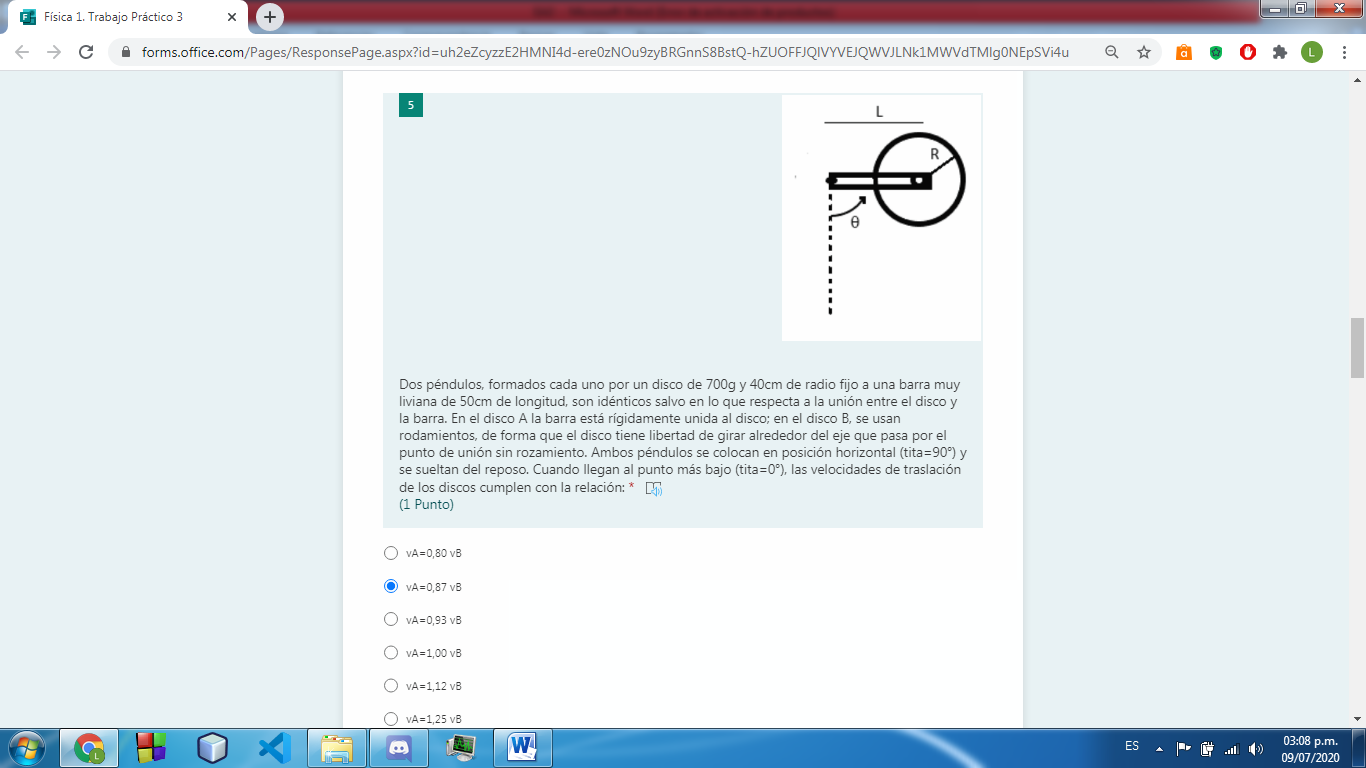 Física 1. Trabajo Práctico 3
forms.office.com/Pages/ResponsePage.aspx?id=uh2eZcyzzE2HMNI4d-ere0zNOu9zyBRGnnS8BstQ-hZUOFFJQlVYVEJQWVJLNk1MWVdTMlg0NEpSVi4u
L
5
L
R
θ
Dos péndulos, formados cada uno por un disco de 700g y 40cm de radio fijo a una barra muy
liviana de 50cm de longitud, son idénticos salvo en lo que respecta a la unión entre el disco y
la barra. En el disco A la barra está rígidamente unida al disco; en el disco B, se usan
rodamientos, de forma que el disco tiene libertad de girar alrededor del eje que pasa por el
punto de unión sin rozamiento. Ambos péndulos se colocan en posición horizontal (tita=90°) y
se sueltan del reposo. Cuando llegan al punto más bajo (tita=0°), las velocidades de traslación
de los discos cumplen con la relación: *
(1 Punto)
vA=0,80 vB
vA=0,87 vB
vA=0,93 vB
vA=1,00 vB
vA=1,12 vB
vA=1,25 vB
ES
03:08 p.m.
09/07/2020